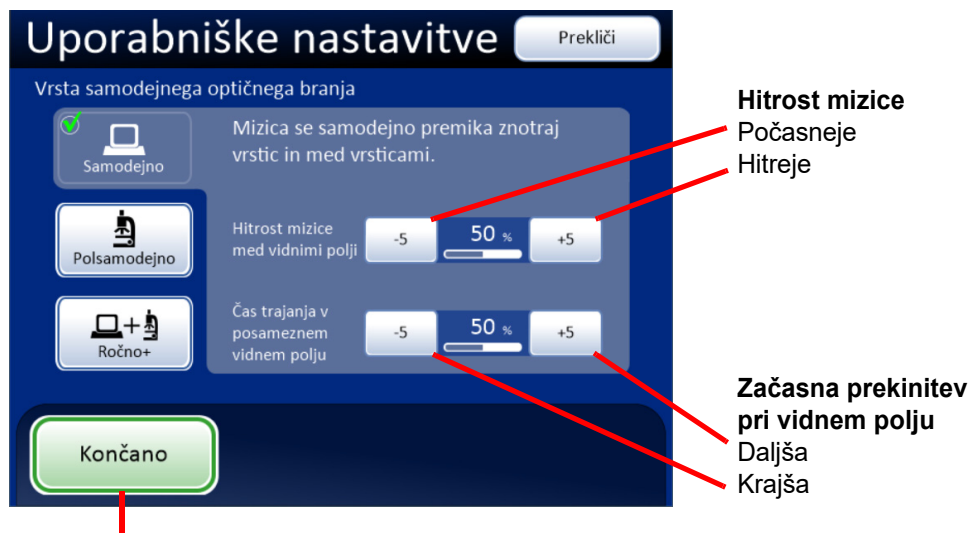 Uporabniške nastavitve
Prekliči
Vrsta samodejnega optičnega branja
Samodejno
Mizica se samodejno premika znotraj
vrstic in med vrsticami.
Polsamodejno
Hitrost mizice
med vidnimi polji
-5
50 %
+5
Ročno+
Čas trajanja v
posameznem
vidnem polju
-5
50 %
+5
Končano
Hitrost mizice
Počasneje
Hitreje
Začasna prekinitev
pri vidnem polju
Daljša
Krajša